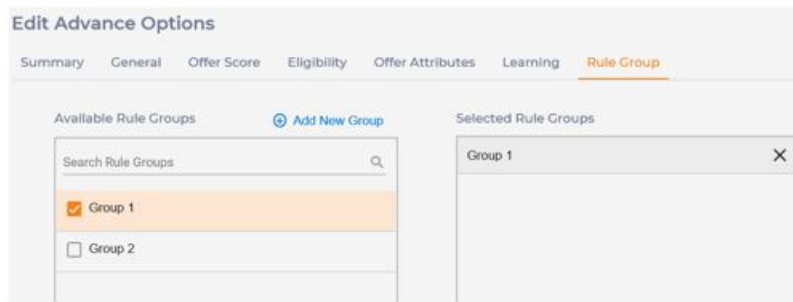 Edit Advance Options
Summary General Offer Score Eligibility Offer Attributes Learning Rule Group
Available Rule Groups Add New Group
Search Rule Groups
Group 1
Group 2
Selected Rule Groups
Group 1